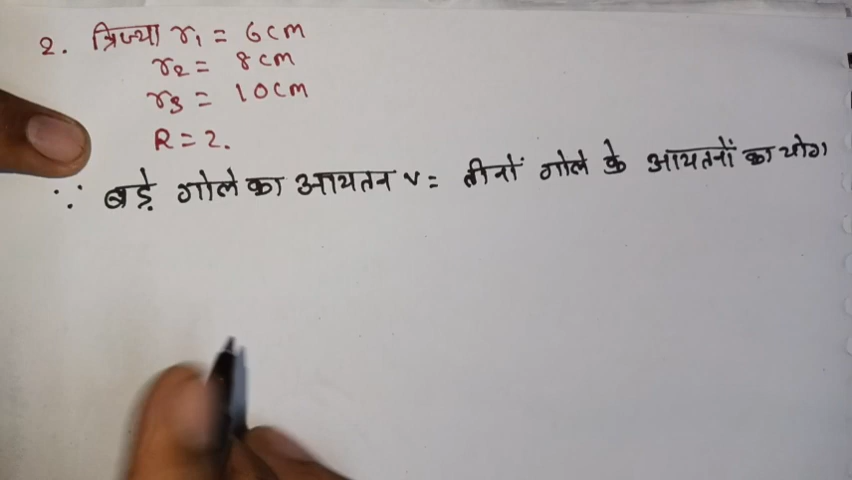 2. त्रिज्या r₁ = 6cm
r₂ = 8cm
r₃ = 10cm
R = 2.
∵ बड़े गोले का आयतन v = तीनों गोले के आयतनों का योग